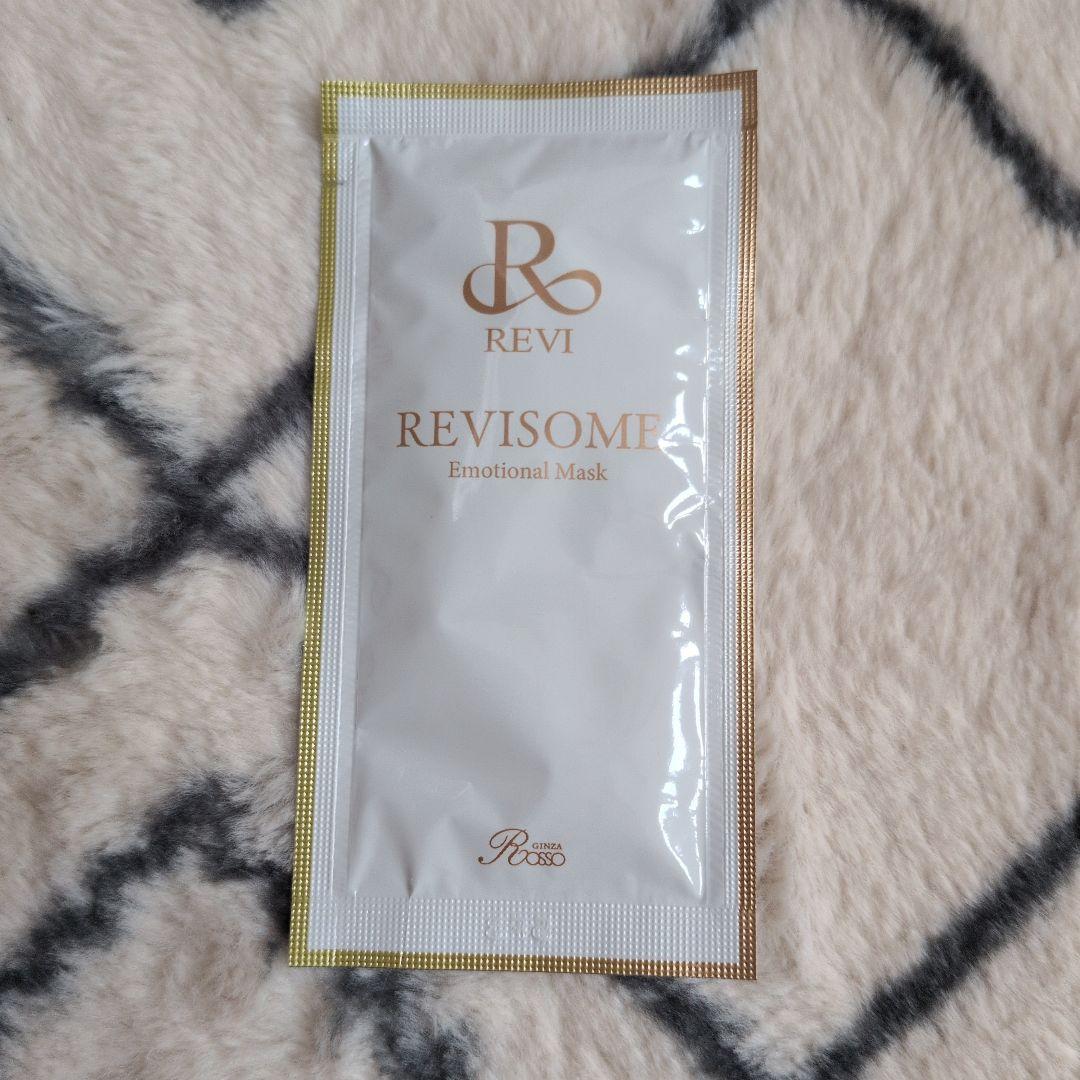 R
REVI
REVISOME
Emotional Mask
GINZA
Rosso